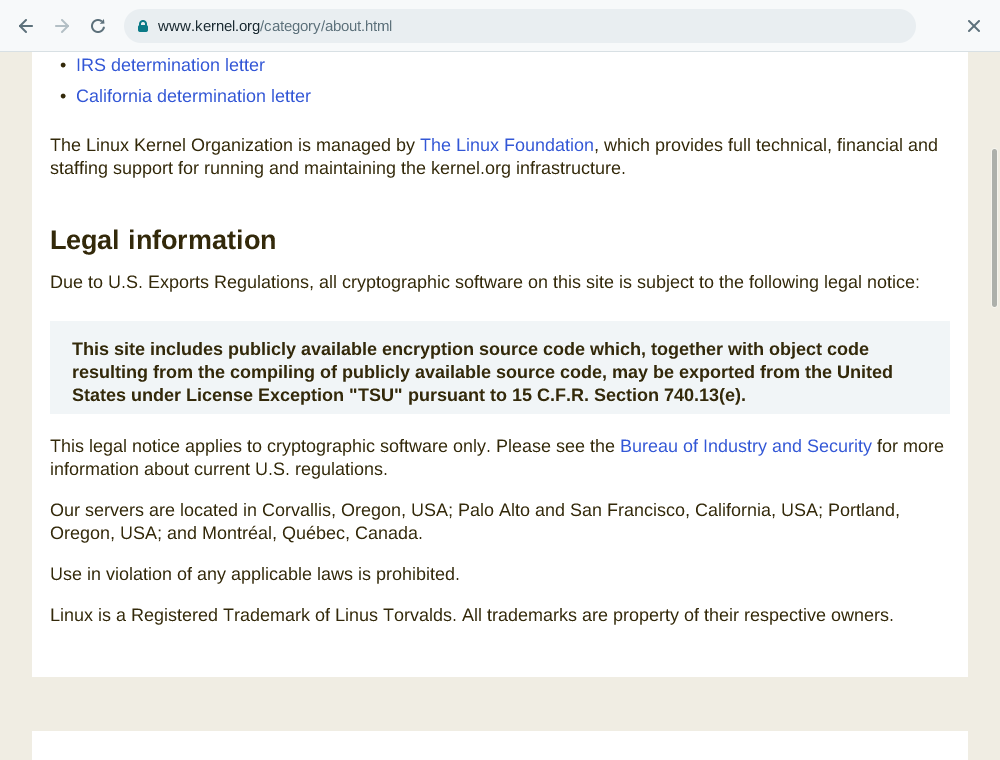 www.kernel.org/category/about.html
• IRS determination letter
• California determination letter
The Linux Kernel Organization is managed by The Linux Foundation, which provides full technical, financial and
staffing support for running and maintaining the kernel.org infrastructure.
Legal information
Due to U.S. Exports Regulations, all cryptographic software on this site is subject to the following legal notice:
This site includes publicly available encryption source code which, together with object code
resulting from the compiling of publicly available source code, may be exported from the United
States under License Exception "TSU" pursuant to 15 C.F.R. Section 740.13(e).
This legal notice applies to cryptographic software only. Please see the Bureau of Industry and Security for more
information about current U.S. regulations.
Our servers are located in Corvallis, Oregon, USA; Palo Alto and San Francisco, California, USA; Portland,
Oregon, USA; and Montréal, Québec, Canada.
Use in violation of any applicable laws is prohibited.
Linux is a Registered Trademark of Linus Torvalds. All trademarks are property of their respective owners.